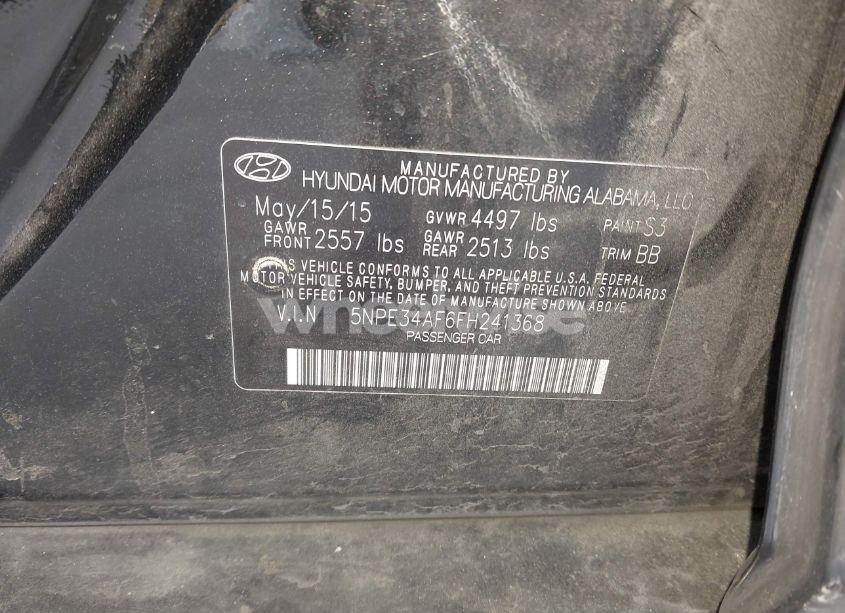 MANUFACTURED BY
HYUNDAI MOTOR MANUFACTURING ALABAMA, LLC
May/15/15 GVWR 4497 lbs PAINT S3
GAWR FRONT 2557 lbs GAWR REAR 2513 lbs TRIM BB
THIS VEHICLE CONFORMS TO ALL APPLICABLE U.S.A. FEDERAL
MOTOR VEHICLE SAFETY, BUMPER, AND THEFT PREVENTION STANDARDS
IN EFFECT ON THE DATE OF MANUFACTURE SHOWN ABOVE
V.I.N 5NPE34AF6FH241368
PASSENGER CAR